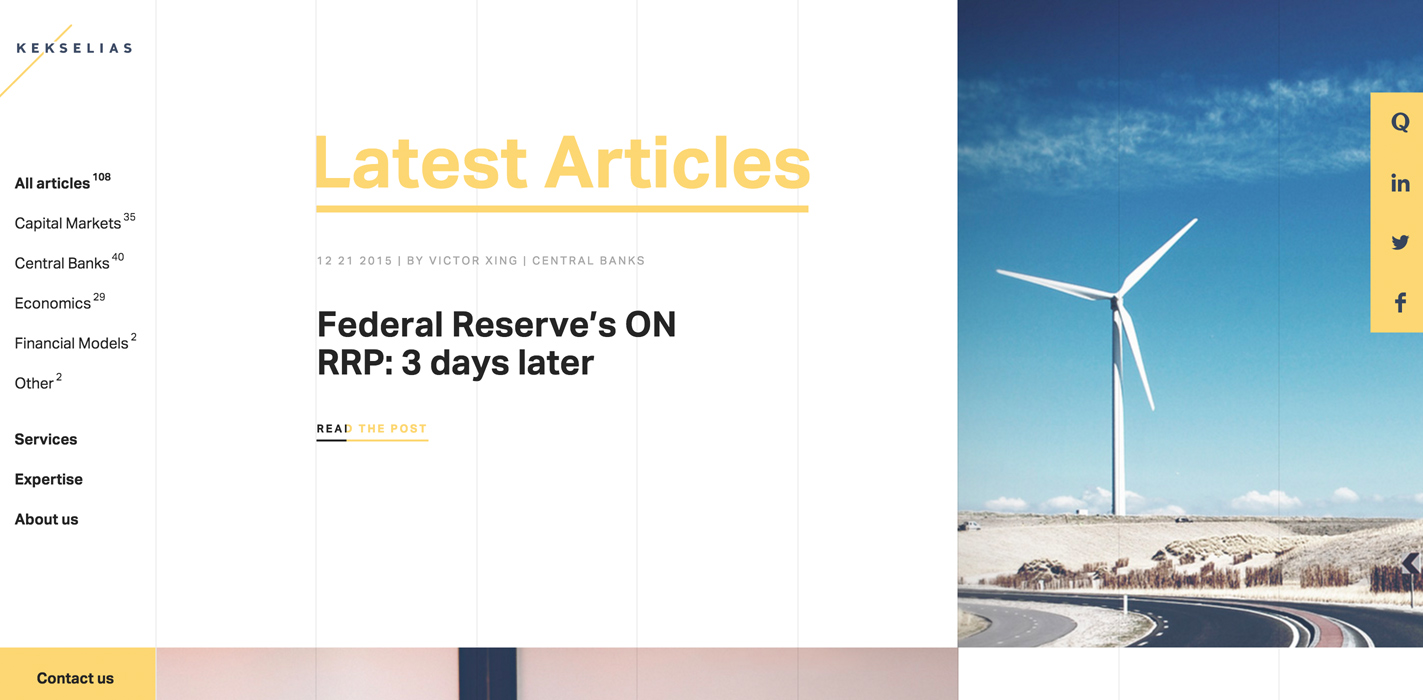 KEKSELIAS
All articles 108
Capital Markets 35
Central Banks 40
Economics 29
Financial Models 2
Other 2
Services
Expertise
About us
Contact us
Latest Articles
12 21 2015 | BY VICTOR XING | CENTRAL BANKS
Federal Reserve’s ON
RRP: 3 days later
READ THE POST
Q
in
f